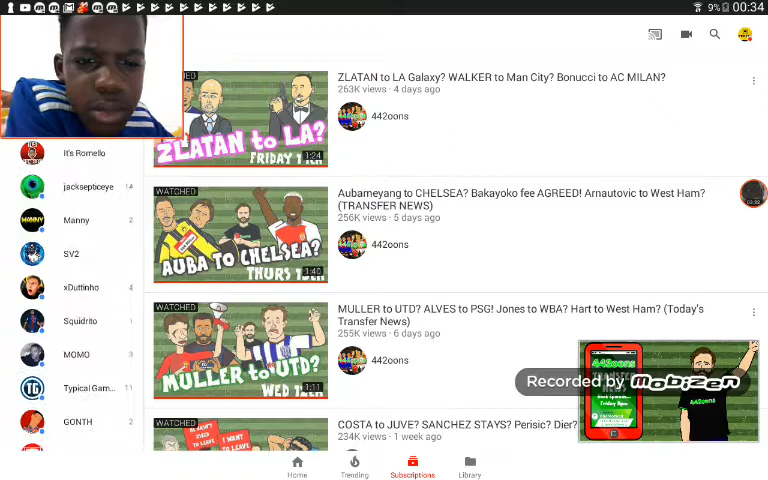 9% 00:34
ZLATAN to LA Galaxy? WALKER to Man City? Bonucci to AC MILAN?
263K views · 4 days ago
442oons
ZLATAN to LA?
1:24
It's Romello
jacksepticeye 14
Manny 2
SV2
xDuttinho 4
Squidrito 1
MOMO 3
Typical Gam... 11
GONTH 2
WATCHED
Aubameyang to CHELSEA? Bakayoko fee AGREED! Arnautovic to West Ham?
(TRANSFER NEWS)
256K views · 5 days ago
442oons
AUBA TO CHELSEA?
1:40
WATCHED
MULLER to UTD? ALVES to PSG! Jones to WBA? Hart to West Ham? (Today's
Transfer News)
255K views · 6 days ago
442oons
MULLER to UTD?
1:11
Recorded by Mobizen
442oons
WATCHED
COSTA to JUVE? SANCHEZ STAYS? Perisic? Dier?
234K views · 1 week ago
I WANT TO
LEAVE
Home
Trending
Subscriptions
Library